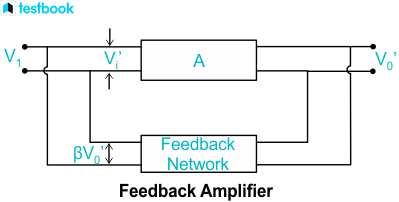 testbook
V₁
Vᵢ'
A
V₀'
βV₀'
Feedback
Network
Feedback Amplifier